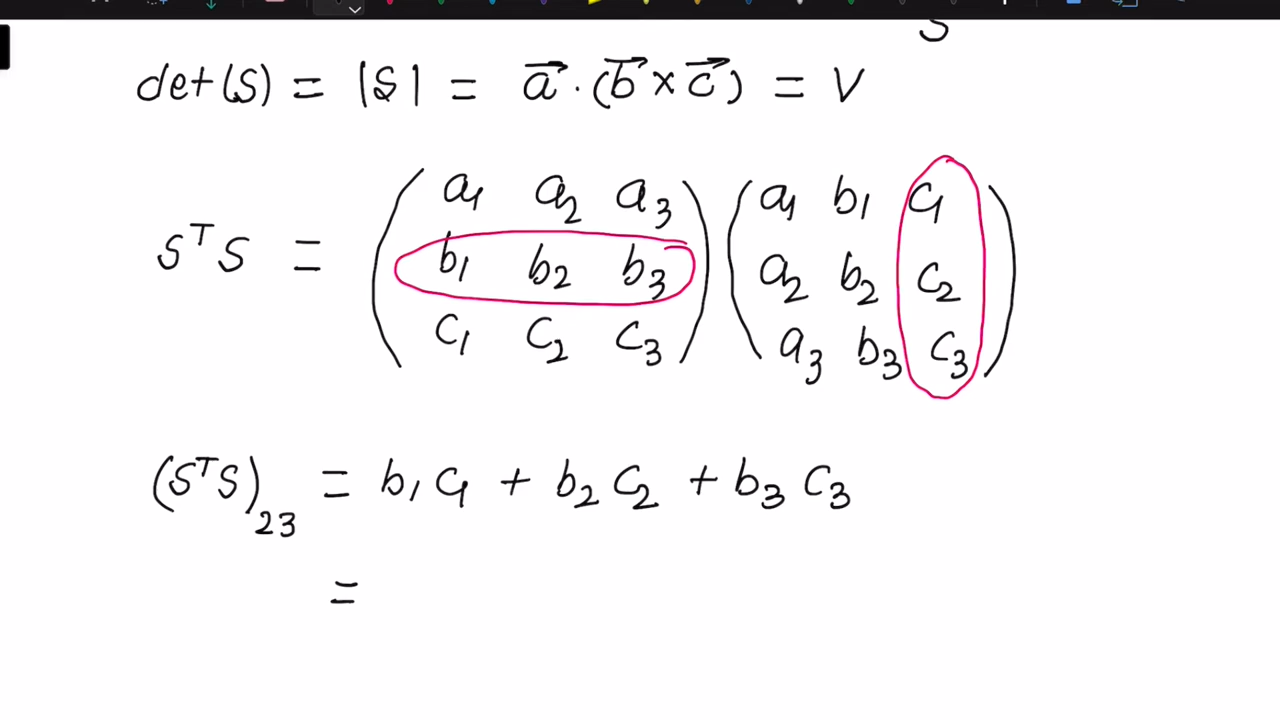 S
det(S) = |S| = a⃗ · (b⃗ × c⃗) = V
SᵀS = ( a₁ a₂ a₃ ) ( a₁ b₁ c₁ )
( b₁ b₂ b₃ ) ( a₂ b₂ c₂ )
( c₁ c₂ c₃ ) ( a₃ b₃ c₃ )
(SᵀS)₂₃ = b₁c₁ + b₂c₂ + b₃c₃
=